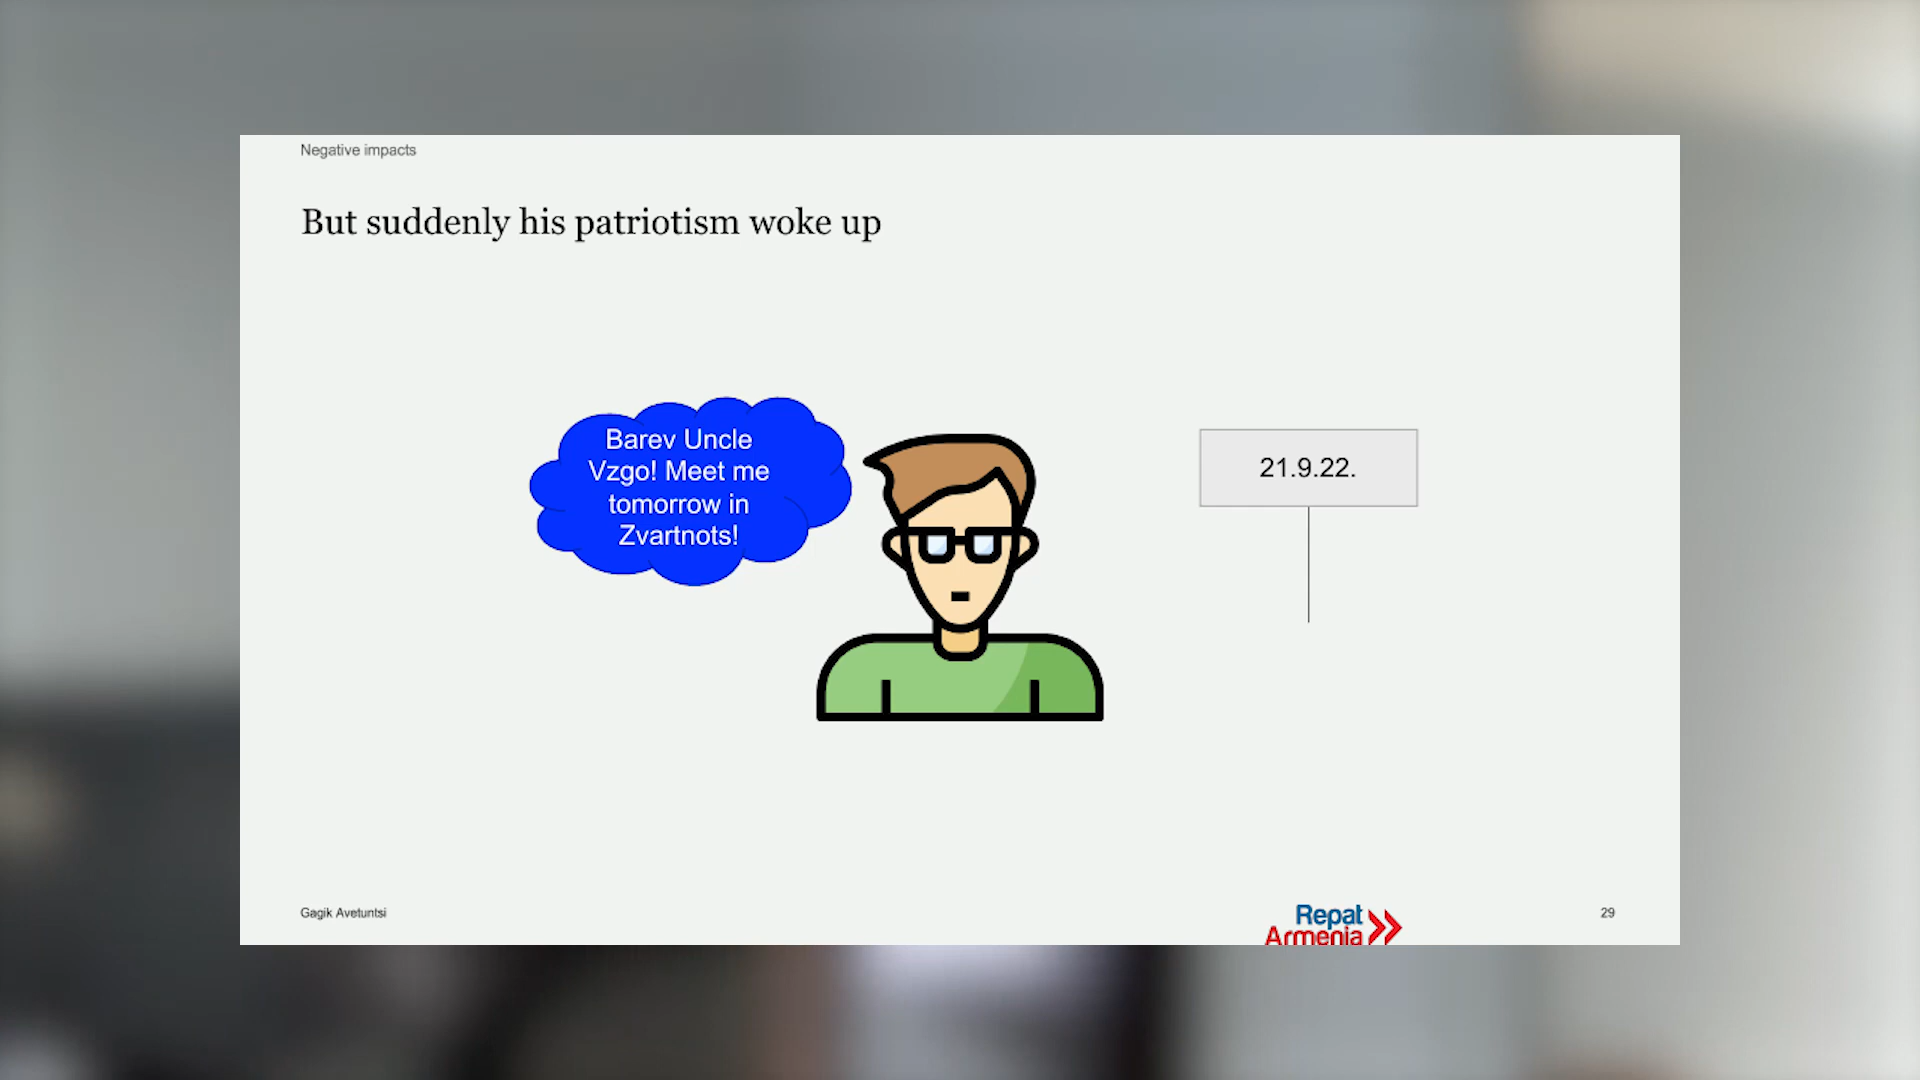 Negative impacts
But suddenly his patriotism woke up
Barev Uncle
Vzgo! Meet me
tomorrow in
Zvartnots!
21.9.22.
Gagik Avetuntsi
Repat
Armenia
29